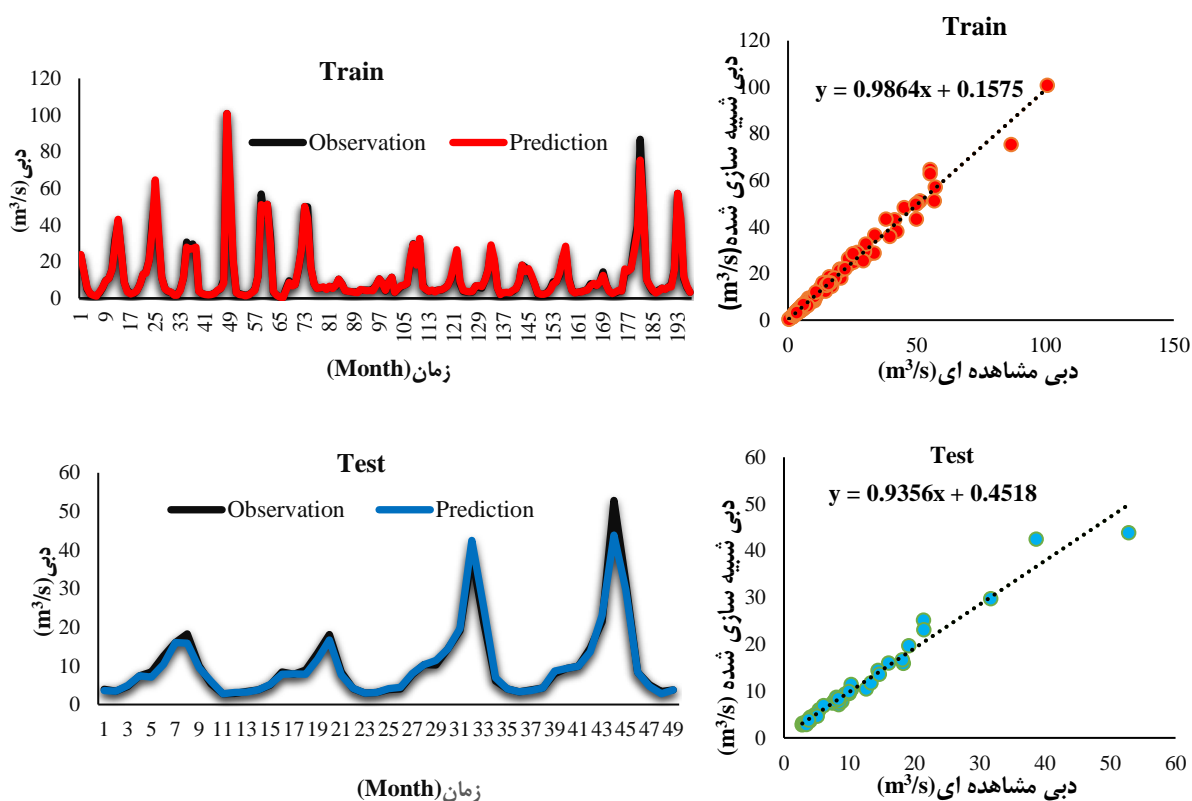 Train
Observation Prediction
دبی(m³/s)
120
100
80
60
40
20
0
1 9 17 25 33 41 49 57 65 73 81 89 97 105 113 121 129 137 145 153 161 169 177 185 193
زمان(Month)
Train
y = 0.9864x + 0.1575
دبی شبیه سازی شده(m³/s)
120
100
80
60
40
20
0
0 50 100 150
دبی مشاهده ای(m³/s)
Test
Observation Prediction
دبی(m³/s)
60
50
40
30
20
10
0
1 3 5 7 9 11 13 15 17 19 21 23 25 27 29 31 33 35 37 39 41 43 45 47 49
زمان(Month)
Test
y = 0.9356x + 0.4518
دبی شبیه سازی شده (m³/s)
60
50
40
30
20
10
0
0 10 20 30 40 50 60
دبی مشاهده ای(m³/s)